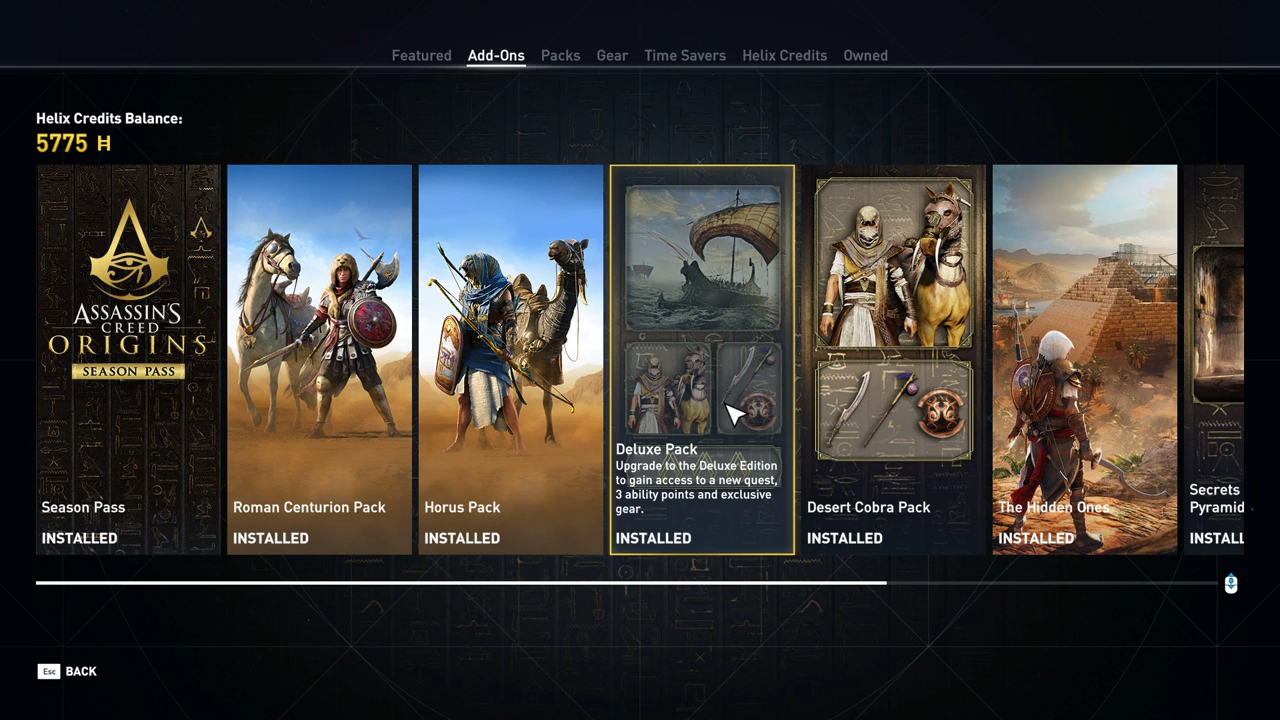 Featured Add-Ons Packs Gear Time Savers Helix Credits Owned
Helix Credits Balance:
5775 H
ASSASSIN'S
CREED
ORIGINS
SEASON PASS
Season Pass
INSTALLED
Roman Centurion Pack
INSTALLED
Horus Pack
INSTALLED
Deluxe Pack
Upgrade to the Deluxe Edition
to gain access to a new quest,
3 ability points and exclusive
gear.
INSTALLED
Desert Cobra Pack
INSTALLED
The Hidden Ones
INSTALLED
Secrets
Pyramid
INSTALL
Esc BACK